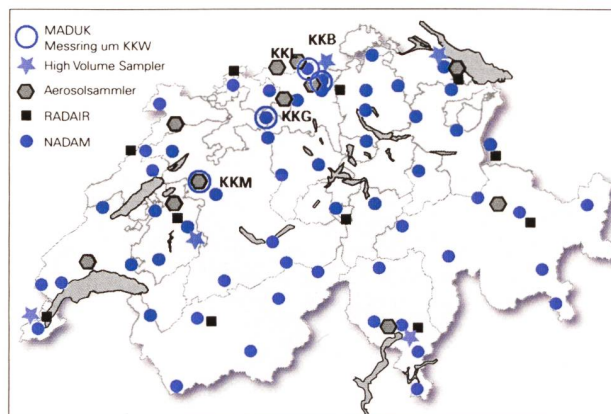 MADUK
Messring um KKW
High Volume Sampler
Aerosolsammler
RADAIR
NADAM
KKB
KKL
KKG
KKM